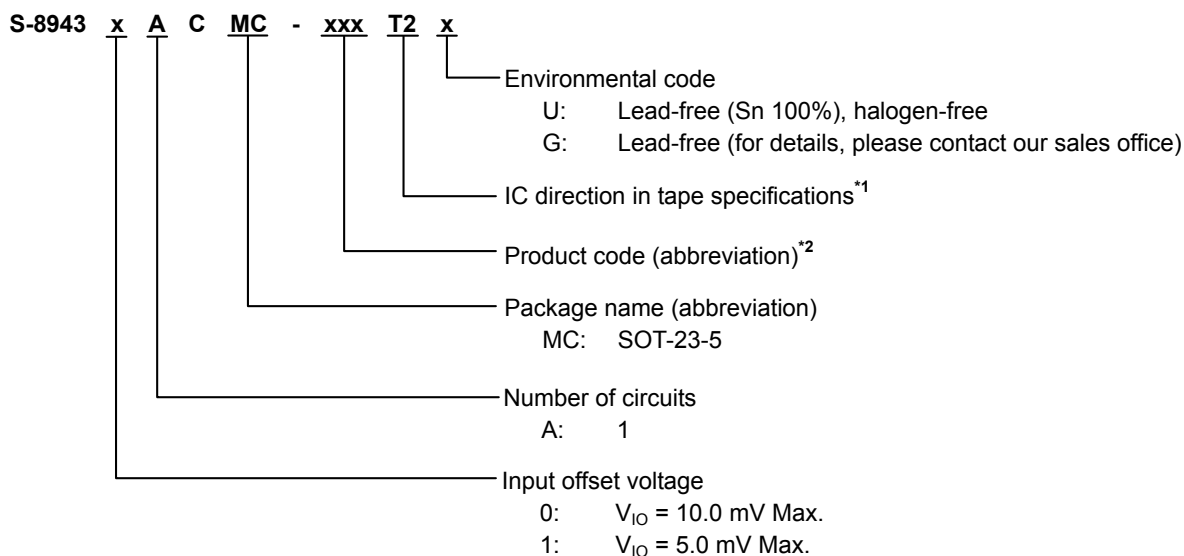 S-8943 x A C MC - xxx T2 x
Environmental code
U: Lead-free (Sn 100%), halogen-free
G: Lead-free (for details, please contact our sales office)
IC direction in tape specifications*1
Product code (abbreviation)*2
Package name (abbreviation)
MC: SOT-23-5
Number of circuits
A: 1
Input offset voltage
0: VIO = 10.0 mV Max.
1: VIO = 5.0 mV Max.